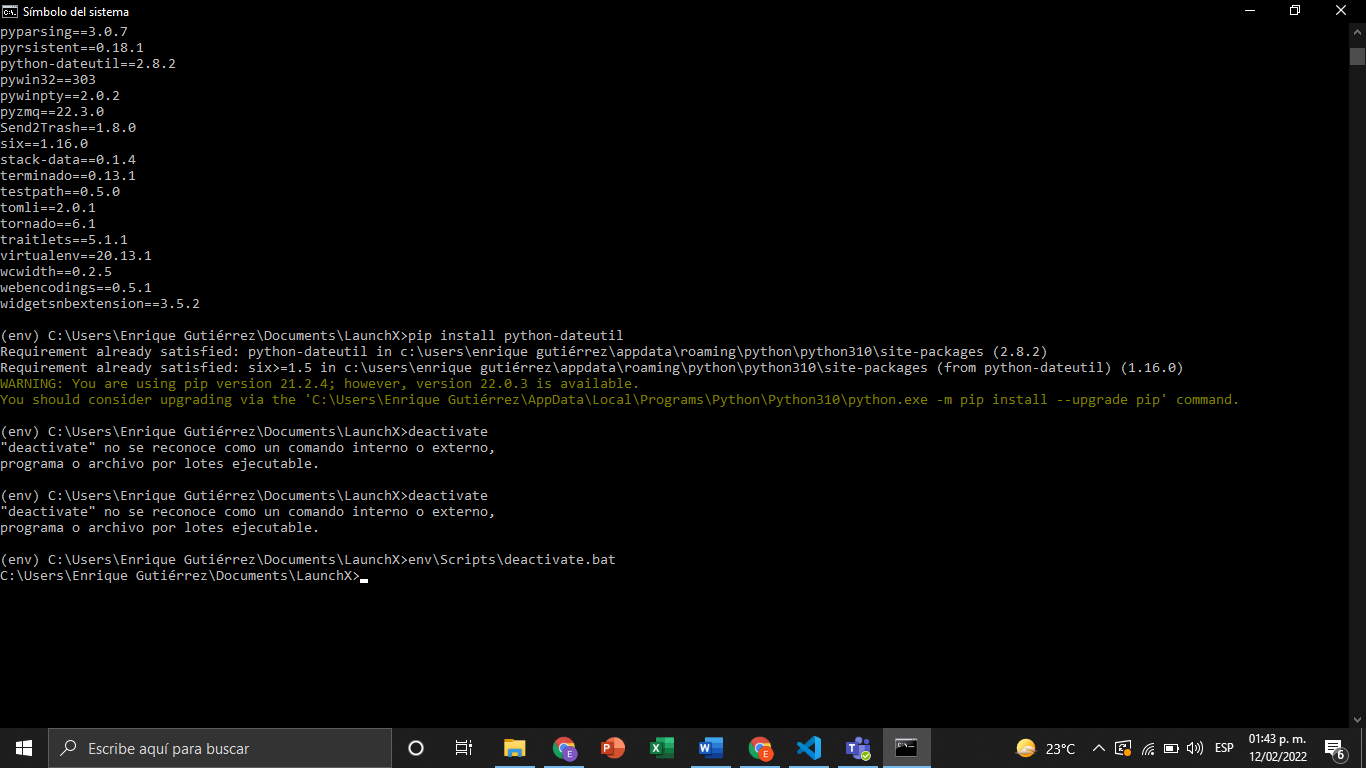 Símbolo del sistema
pyparsing==3.0.7
pyrsistent==0.18.1
python-dateutil==2.8.2
pywin32==303
pywinpty==2.0.2
pyzmq==22.3.0
Send2Trash==1.8.0
six==1.16.0
stack-data==0.1.4
terminado==0.13.1
testpath==0.5.0
tomli==2.0.1
tornado==6.1
traitlets==5.1.1
virtualenv==20.13.1
wcwidth==0.2.5
webencodings==0.5.1
widgetsnbextension==3.5.2
(env) C:\Users\Enrique Gutiérrez\Documents\LaunchX>pip install python-dateutil
Requirement already satisfied: python-dateutil in c:\users\enrique gutiérrez\appdata\roaming\python\python310\site-packages (2.8.2)
Requirement already satisfied: six>=1.5 in c:\users\enrique gutiérrez\appdata\roaming\python\python310\site-packages (from python-dateutil) (1.16.0)
WARNING: You are using pip version 21.2.4; however, version 22.0.3 is available.
You should consider upgrading via the 'C:\Users\Enrique Gutiérrez\AppData\Local\Programs\Python\Python310\python.exe -m pip install --upgrade pip' command.
(env) C:\Users\Enrique Gutiérrez\Documents\LaunchX>deactivate
"deactivate" no se reconoce como un comando interno o externo,
programa o archivo por lotes ejecutable.
(env) C:\Users\Enrique Gutiérrez\Documents\LaunchX>deactivate
"deactivate" no se reconoce como un comando interno o externo,
programa o archivo por lotes ejecutable.
(env) C:\Users\Enrique Gutiérrez\Documents\LaunchX>env\Scripts\deactivate.bat
C:\Users\Enrique Gutiérrez\Documents\LaunchX>
Escribe aquí para buscar
23°C
ESP
01:43 p. m.
12/02/2022
6